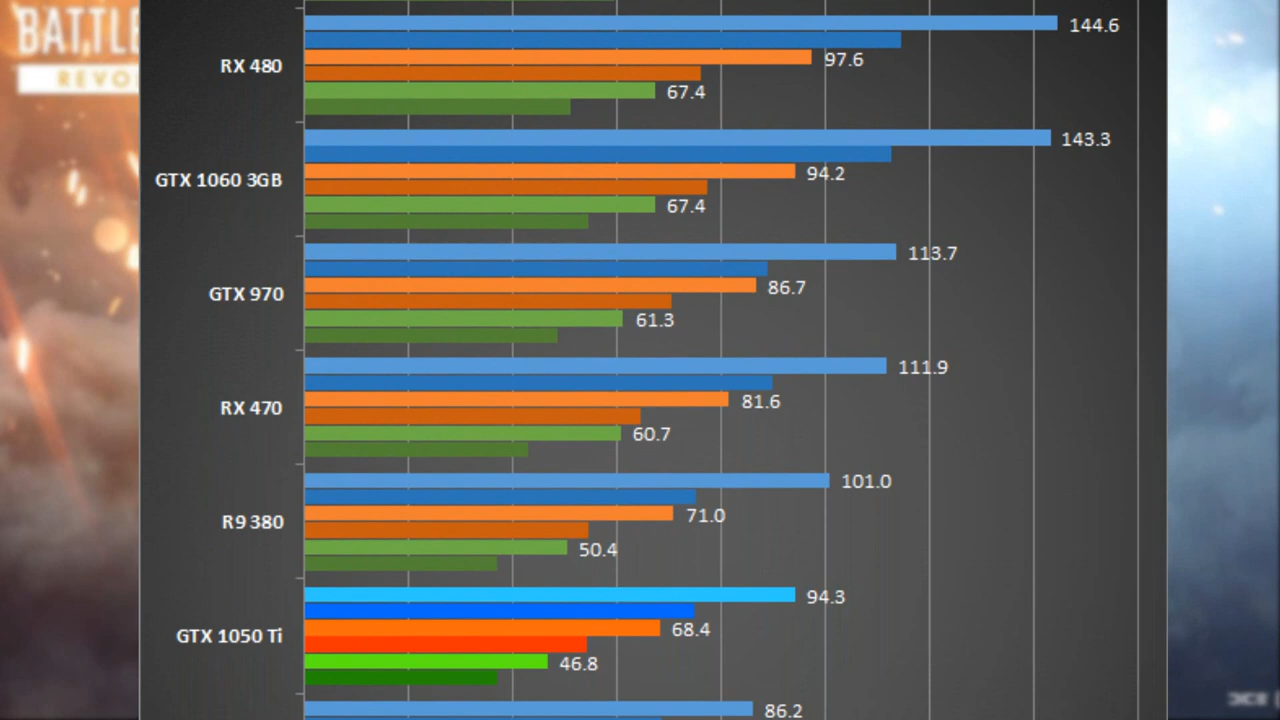 BATTLE
REVO
144.6
RX 480
97.6
67.4
143.3
GTX 1060 3GB
94.2
67.4
113.7
GTX 970
86.7
61.3
111.9
RX 470
81.6
60.7
101.0
R9 380
71.0
50.4
94.3
GTX 1050 Ti
68.4
46.8
86.2